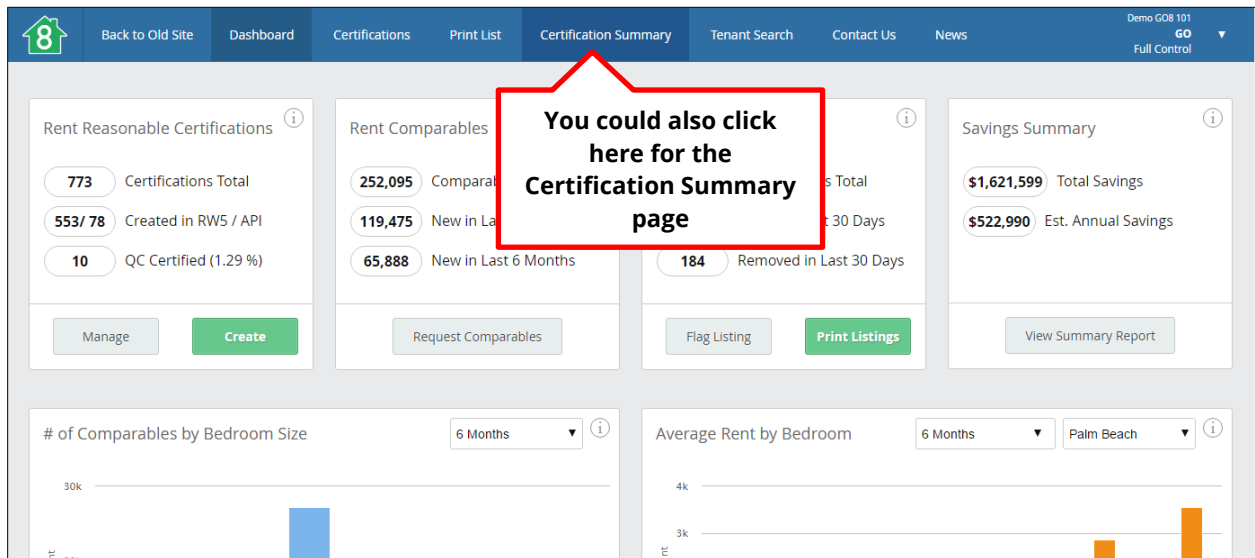 8
Back to Old Site
Dashboard
Certifications
Print List
Certification Summary
Tenant Search
Contact Us
News
Demo GO8 101
GO
Full Control
You could also click
here for the
Certification Summary
page
Rent Reasonable Certifications
773 Certifications Total
553/ 78 Created in RW5 / API
10 QC Certified (1.29 %)
Manage
Create
Rent Comparables
252,095
119,475 New in
65,888 New in Last 6 Months
Request Comparables
Total
30 Days
184 Removed in Last 30 Days
Flag Listing
Print Listings
Savings Summary
$1,621,599 Total Savings
$522,990 Est. Annual Savings
View Summary Report
# of Comparables by Bedroom Size
6 Months
30k
Average Rent by Bedroom
6 Months
Palm Beach
4k
3k